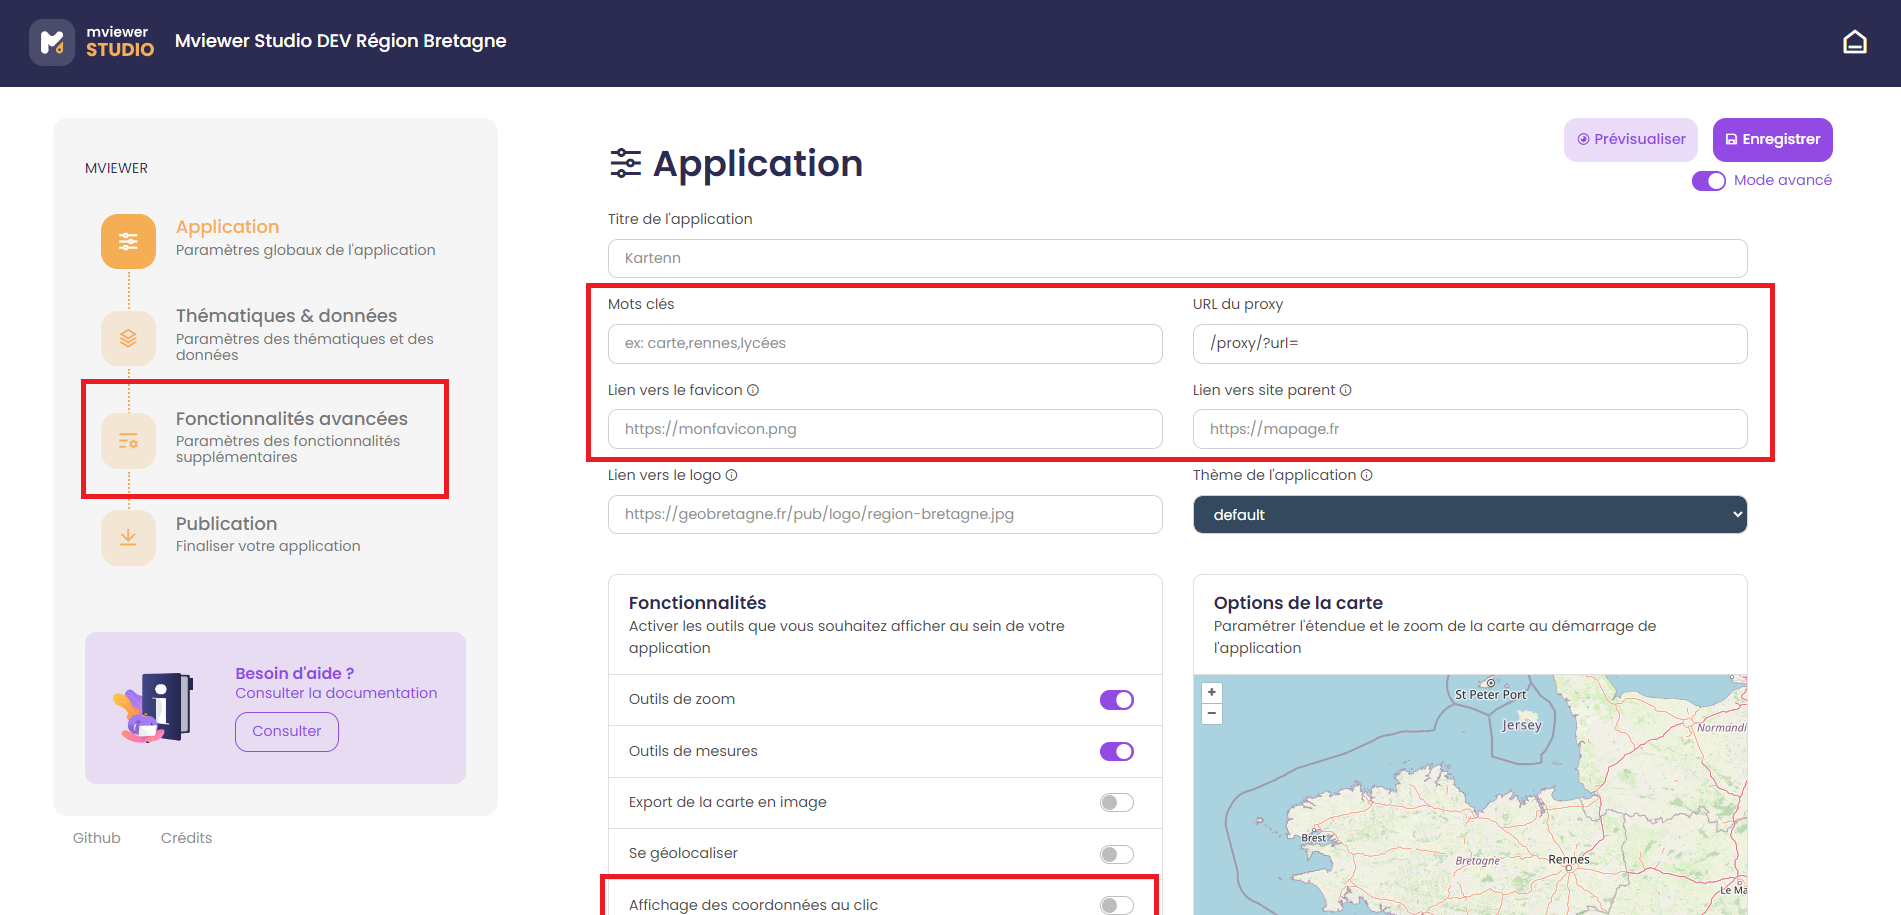 mviewer
STUDIO
Mviewer Studio DEV Région Bretagne
MVIEWER
Application
Paramètres globaux de l'application
Thématiques & données
Paramètres des thématiques et des
données
Fonctionnalités avancées
Paramètres des fonctionnalités
supplémentaires
Publication
Finaliser votre application
Besoin d'aide ?
Consulter la documentation
Consulter
Github
Crédits
Application
Prévisualiser
Enregistrer
Mode avancé
Titre de l'application
Kartenn
Mots clés
URL du proxy
ex: carte,rennes,lycées
/proxy/?url=
Lien vers le favicon
Lien vers site parent
https://monfavicon.png
https://mapage.fr
Lien vers le logo
Thème de l'application
https://geobretagne.fr/pub/logo/region-bretagne.jpg
default
Fonctionnalités
Activer les outils que vous souhaitez afficher au sein de votre
application
Outils de zoom
Outils de mesures
Export de la carte en image
Se géolocaliser
Affichage des coordonnées au clic
Options de la carte
Paramétrer l'étendue et le zoom de la carte au démarrage de
l'application
+
−
St Peter Port
Jersey
Normandi
Brest
Bretagne
Rennes
Le Ma